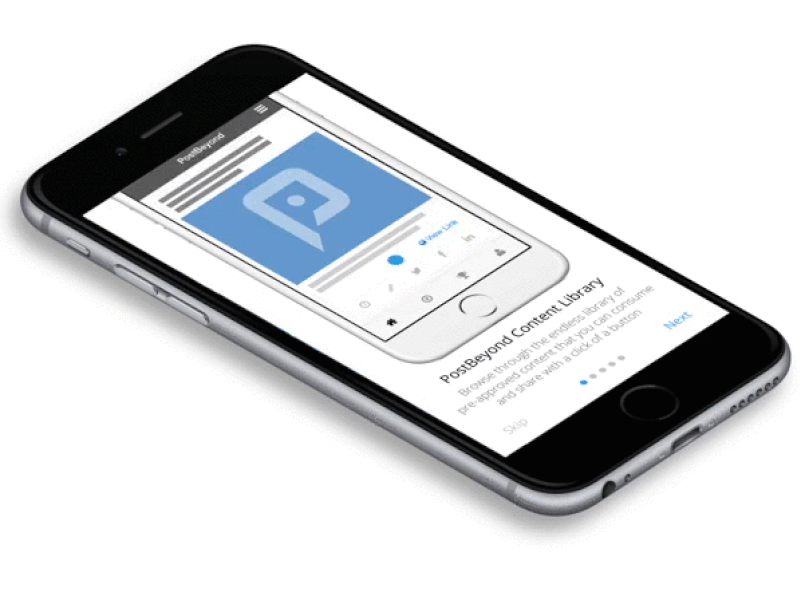 PostBeyond
View Link
PostBeyond Content Library
Browse through the endless library of
pre-approved content that you can consume
and share with a click of a button
Skip
Next